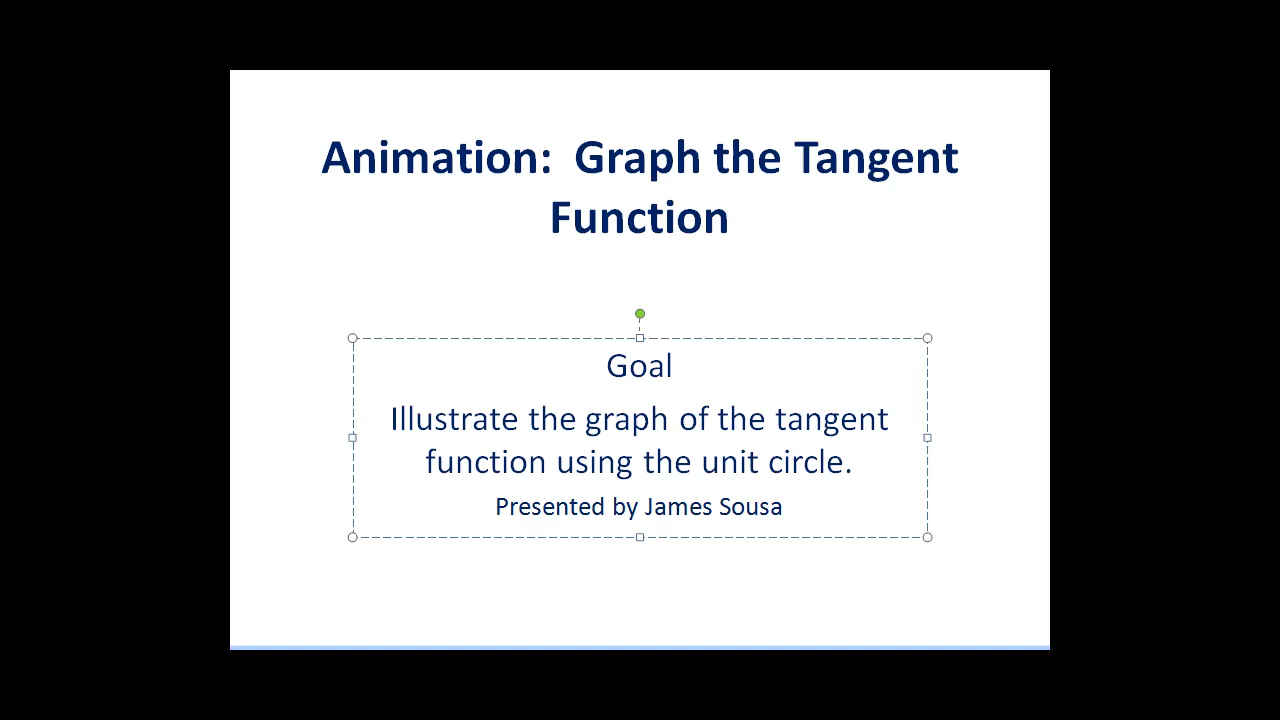 Animation:  Graph the Tangent
Function
Goal
Illustrate the graph of the tangent
function using the unit circle.
Presented by James Sousa